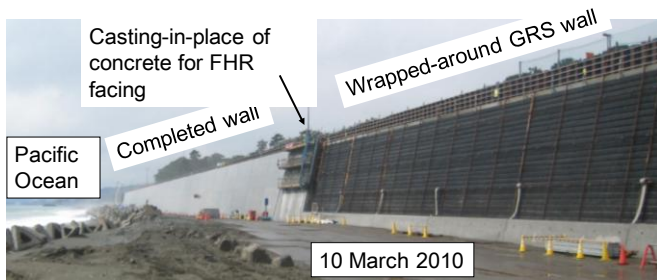 Casting-in-place of
concrete for FHR
facing
Wrapped-around GRS wall
Completed wall
Pacific
Ocean
10 March 2010